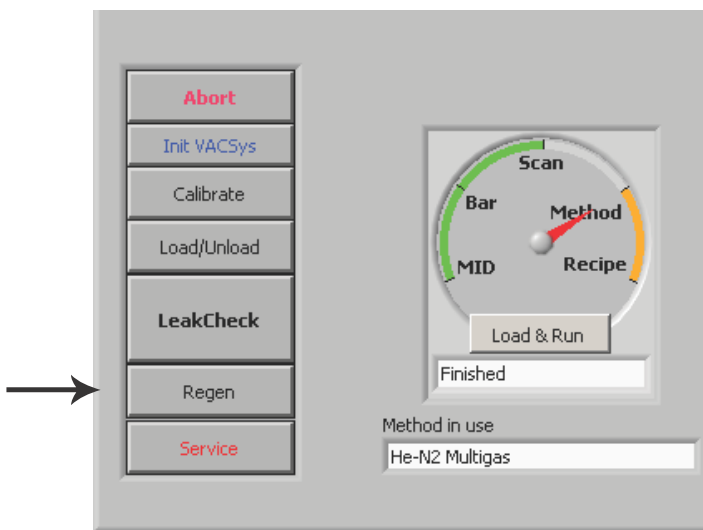 Abort
Init VACSys
Calibrate
Load/Unload
LeakCheck
Regen
Service
Scan
Bar
Method
MID
Recipe
Load & Run
Finished
Method in use
He-N2 Multigas